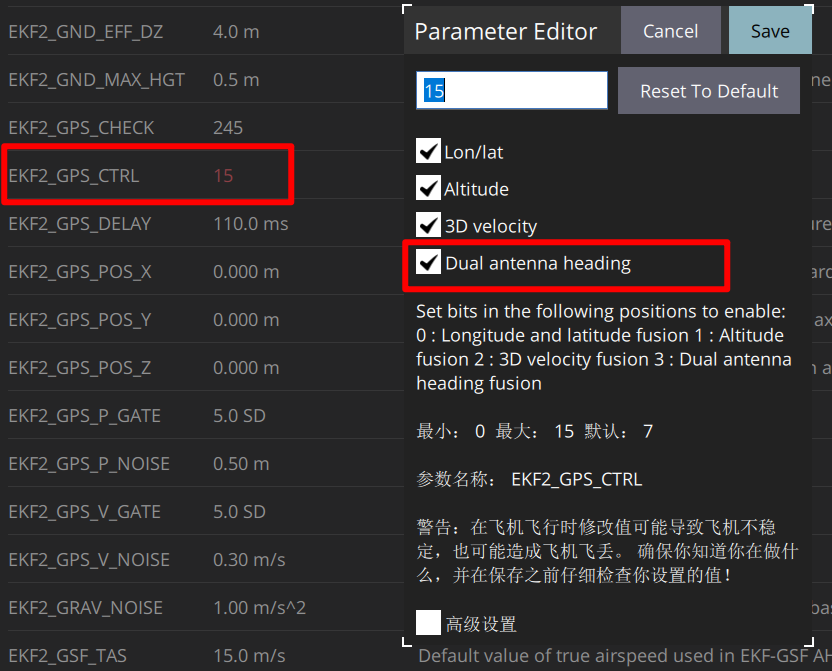 EKF2_GND_EFF_DZ 4.0 m
EKF2_GND_MAX_HGT 0.5 m
EKF2_GPS_CHECK 245
EKF2_GPS_CTRL 15
EKF2_GPS_DELAY 110.0 ms
EKF2_GPS_POS_X 0.000 m
EKF2_GPS_POS_Y 0.000 m
EKF2_GPS_POS_Z 0.000 m
EKF2_GPS_P_GATE 5.0 SD
EKF2_GPS_P_NOISE 0.50 m
EKF2_GPS_V_GATE 5.0 SD
EKF2_GPS_V_NOISE 0.30 m/s
EKF2_GRAV_NOISE 1.00 m/s^2
EKF2_GSF_TAS 15.0 m/s
Parameter Editor Cancel Save
15 Reset To Default
Lon/lat
Altitude
3D velocity
Dual antenna heading
Set bits in the following positions to enable:
0 : Longitude and latitude fusion 1 : Altitude
fusion 2 : 3D velocity fusion 3 : Dual antenna
heading fusion
最小： 0 最大： 15 默认： 7
参数名称： EKF2_GPS_CTRL
警告：在飞机飞行时修改值可能导致飞机不稳
定，也可能造成飞机飞丢。 确保你知道你在做什
么，并在保存之前仔细检查你设置的值！
高级设置
Default value of true airspeed used in EKF-GSF